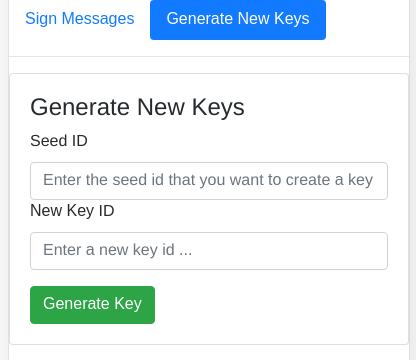 Sign Messages
Generate New Keys
Generate New Keys
Seed ID
Enter the seed id that you want to create a key
New Key ID
Enter a new key id ...
Generate Key